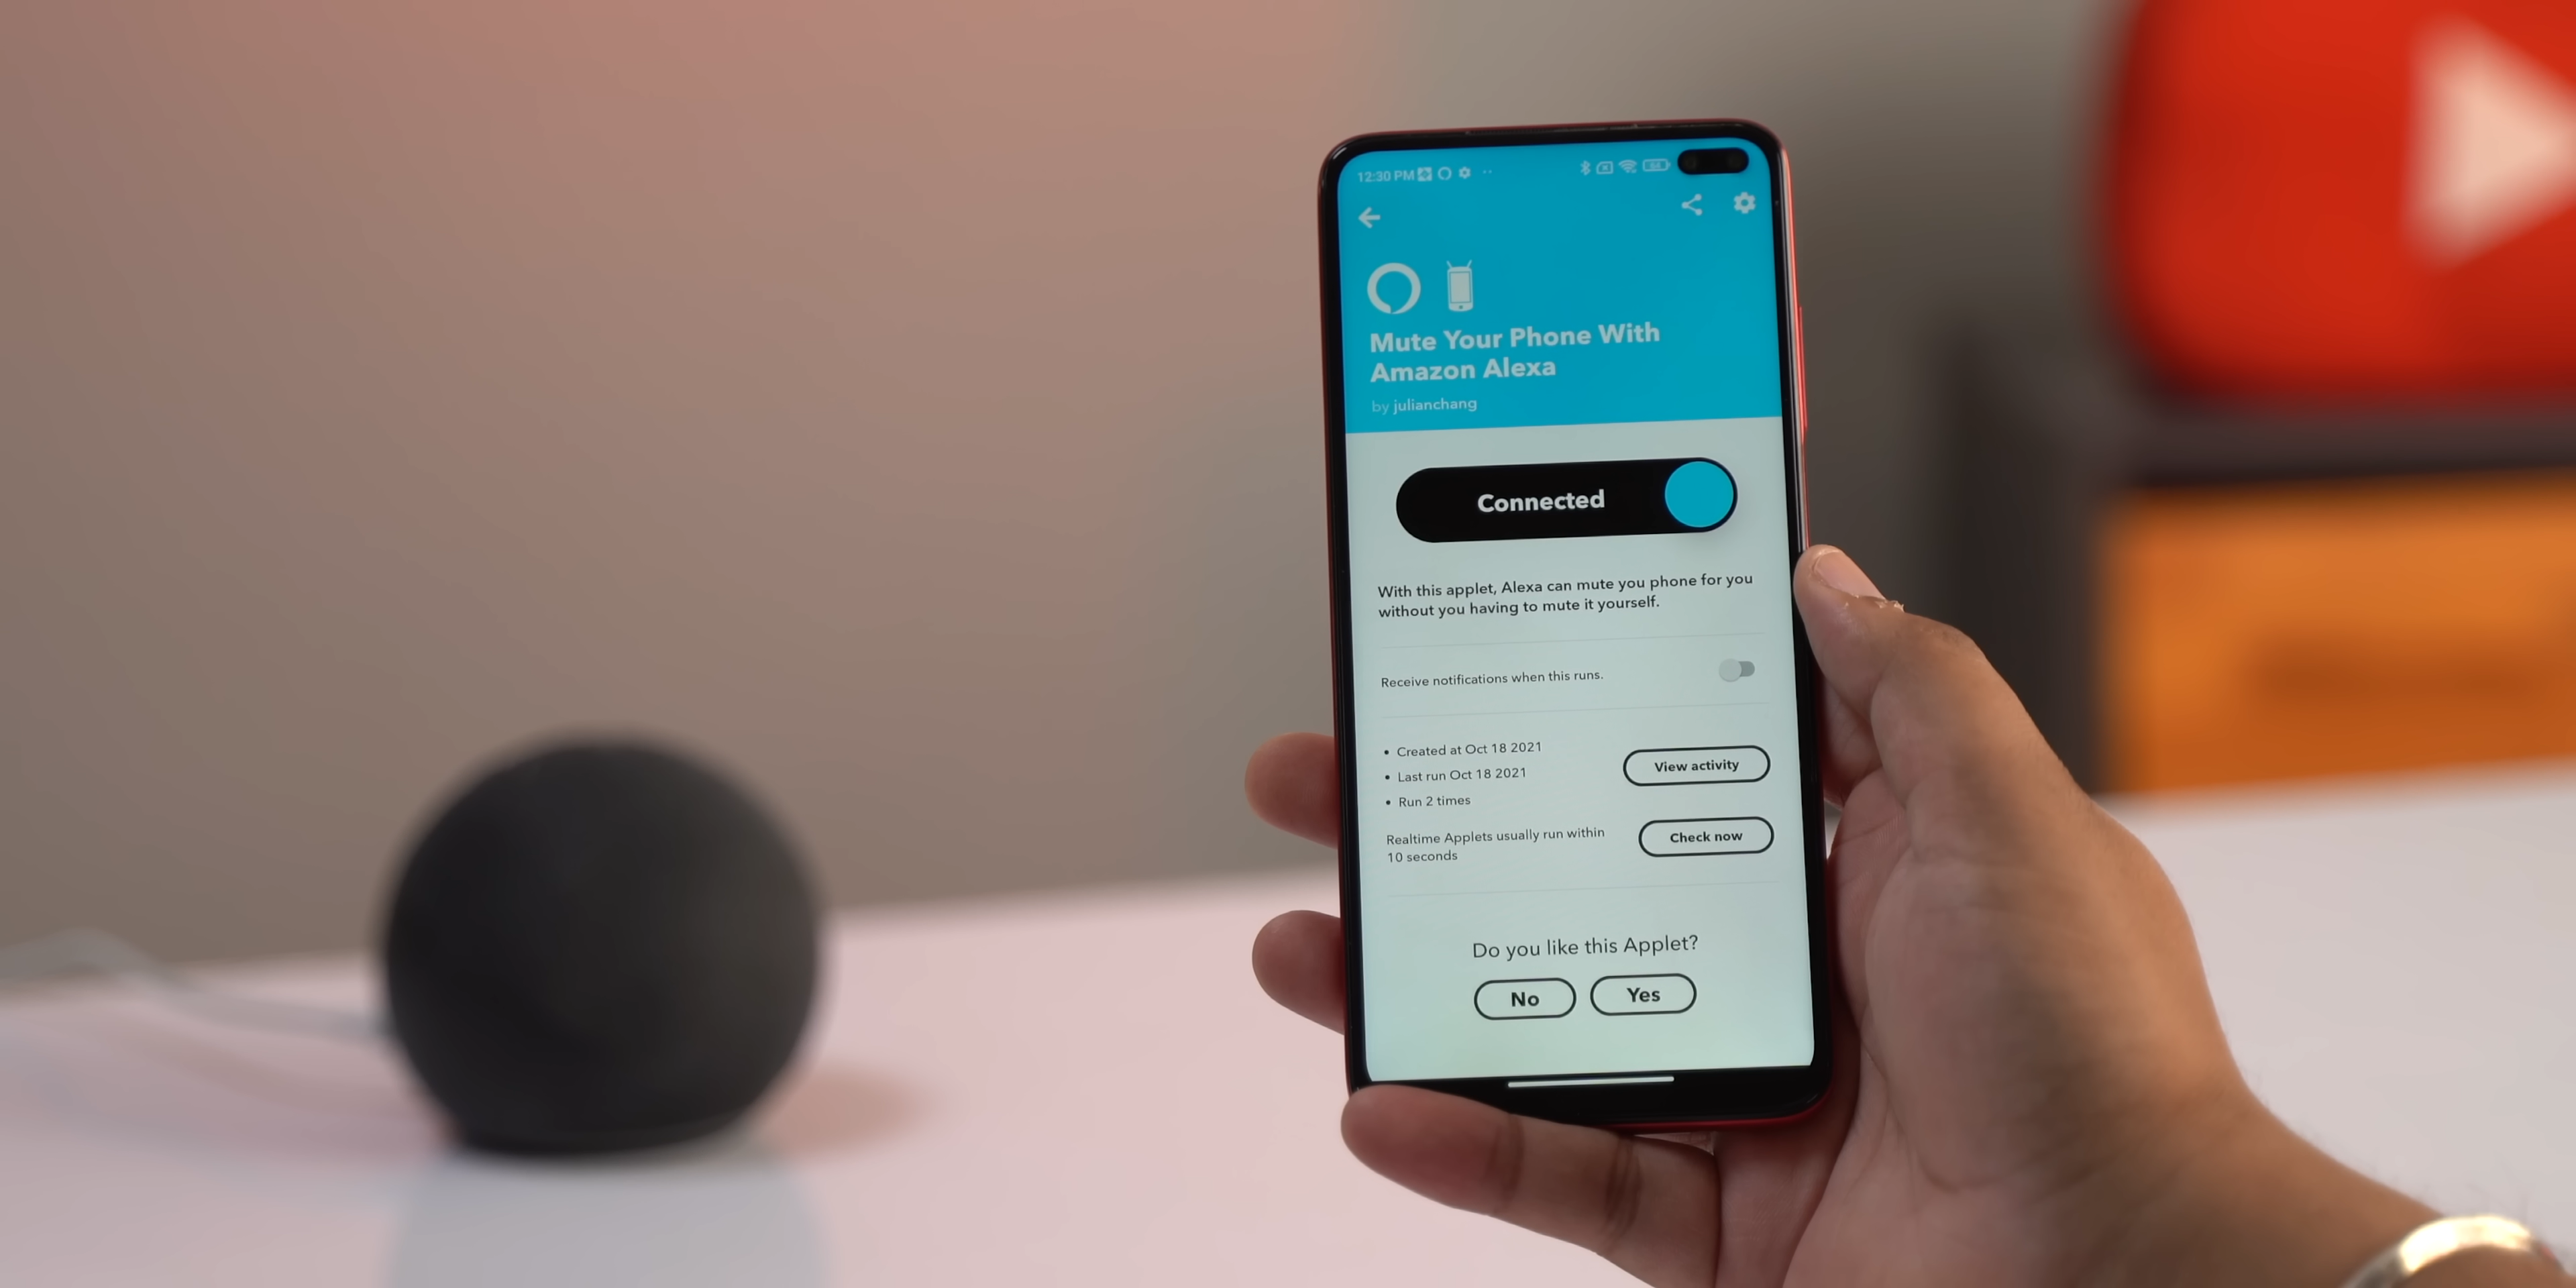 12:30 PM
Mute Your Phone With
Amazon Alexa
by julianchang
Connected
With this applet, Alexa can mute you phone for you
without you having to mute it yourself.
Receive notifications when this runs.
• Created at Oct 18 2021
• Last run Oct 18 2021
• Run 2 times
View activity
Realtime Applets usually run within
10 seconds
Check now
Do you like this Applet?
No
Yes